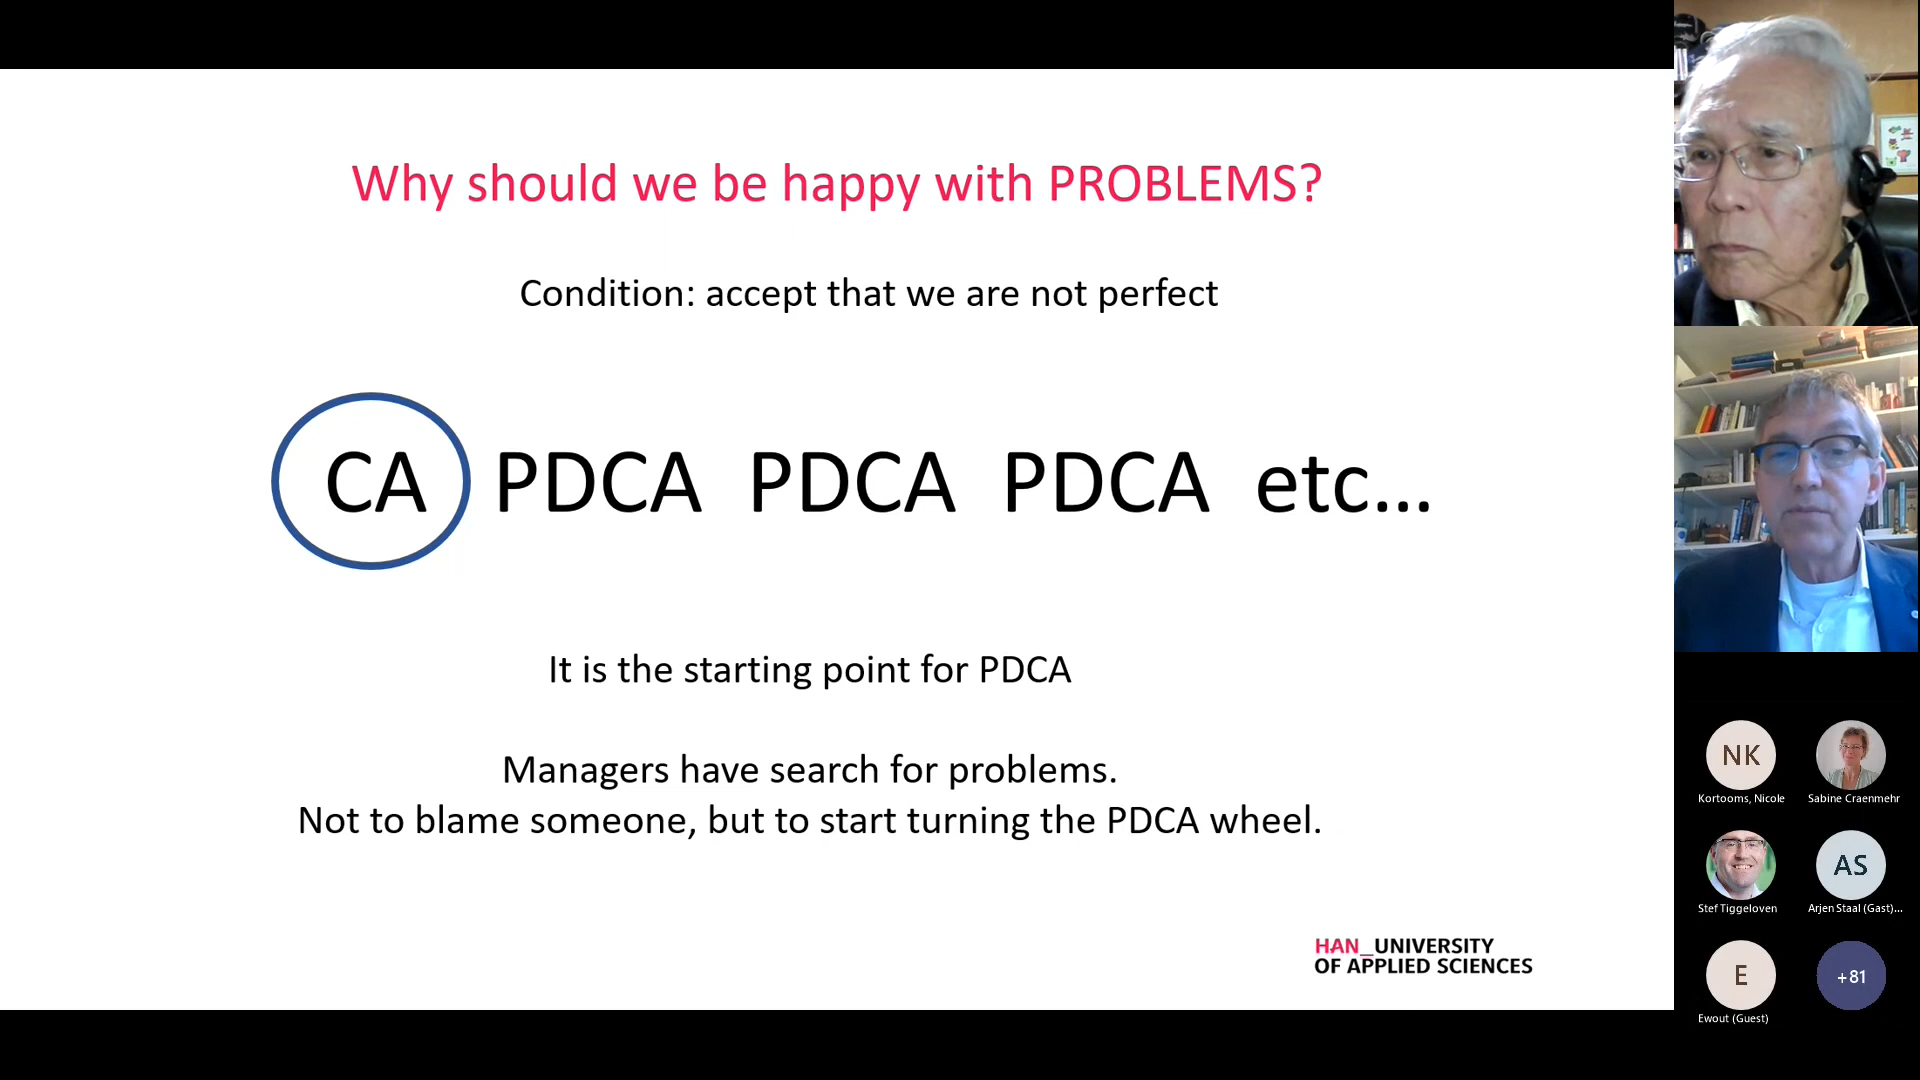 Why should we be happy with PROBLEMS?
Condition: accept that we are not perfect
CA PDCA PDCA PDCA etc...
It is the starting point for PDCA
Managers have search for problems.
Not to blame someone, but to start turning the PDCA wheel.
HAN_UNIVERSITY
OF APPLIED SCIENCES
NK
Kortooms, Nicole
Sabine Craenmehr
Stef Tiggeloven
AS
Arjen Staal (Gast)...
E
Ewout (Guest)
+81